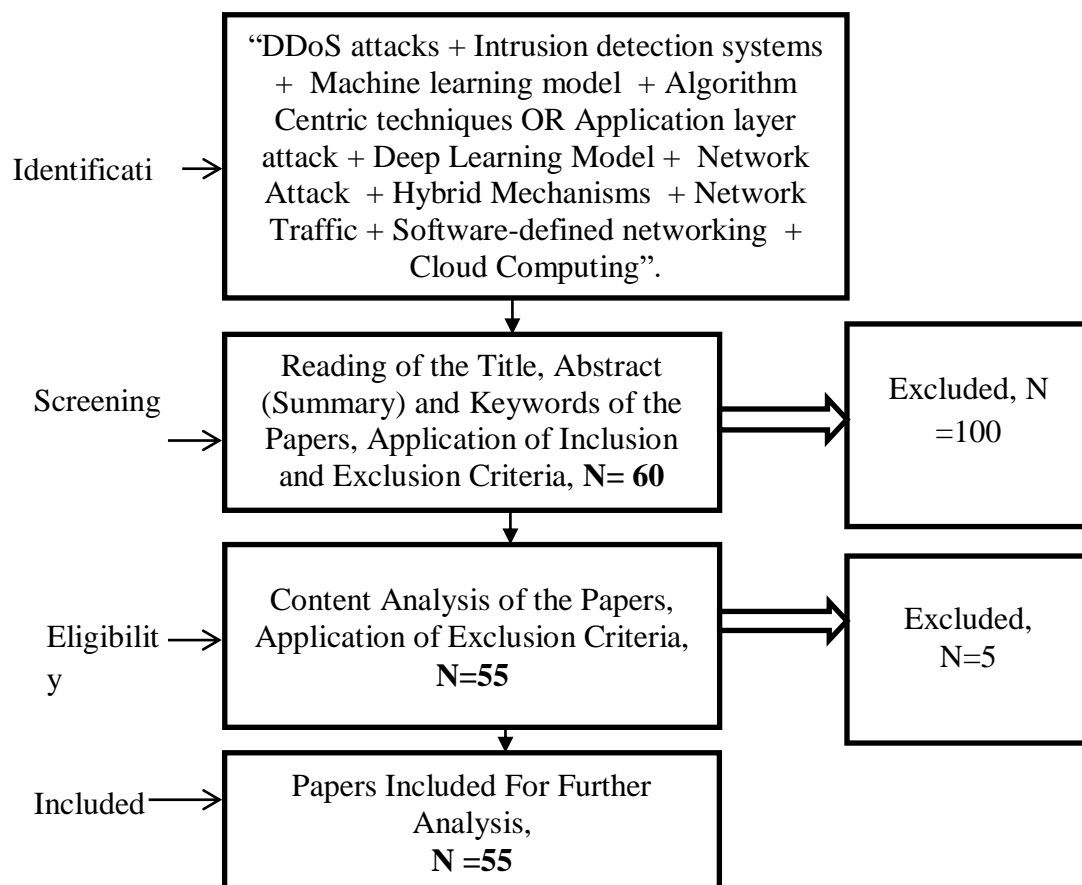 “DDoS attacks + Intrusion detection systems
+ Machine learning model + Algorithm
Centric techniques OR Application layer
attack + Deep Learning Model + Network
Attack + Hybrid Mechanisms + Network
Traffic + Software-defined networking +
Cloud Computing”.
Identificati
Reading of the Title, Abstract
(Summary) and Keywords of the
Papers, Application of Inclusion
and Exclusion Criteria, N= 60
Screening
Excluded, N
=100
Content Analysis of the Papers,
Application of Exclusion Criteria,
N=55
Eligibilit
y
Excluded,
N=5
Papers Included For Further
Analysis,
N =55
Included